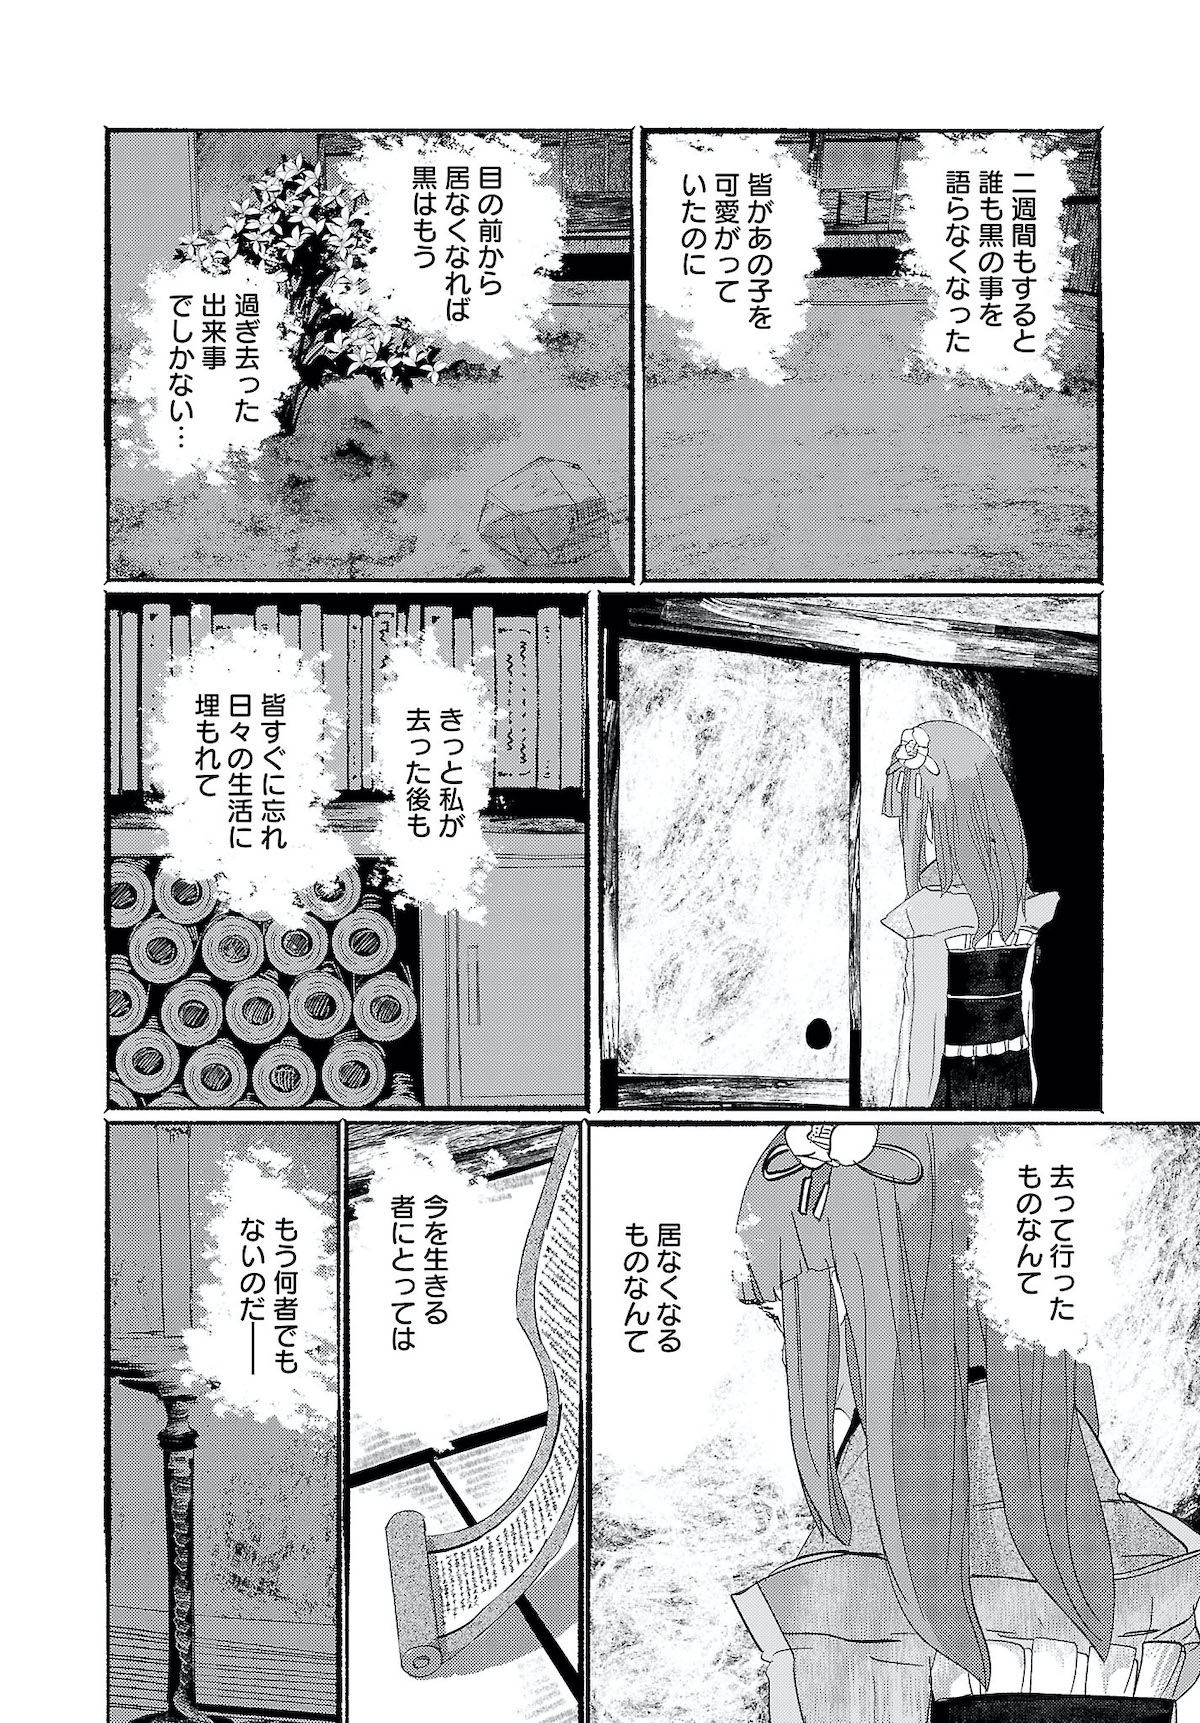 二週間もすると
誰も黒の事を
語らなくなった
皆があの子を
可愛がって
いたのに
目の前から
居なくなれば
黒はもう
過ぎ去った
出来事
でしかない…
きっと私が
去った後も
皆すぐに忘れ
日々の生活に
埋もれて
去って行った
ものなんて
居なくなる
ものなんて
今を生きる
者にとっては
もう何者でも
ないのだ――